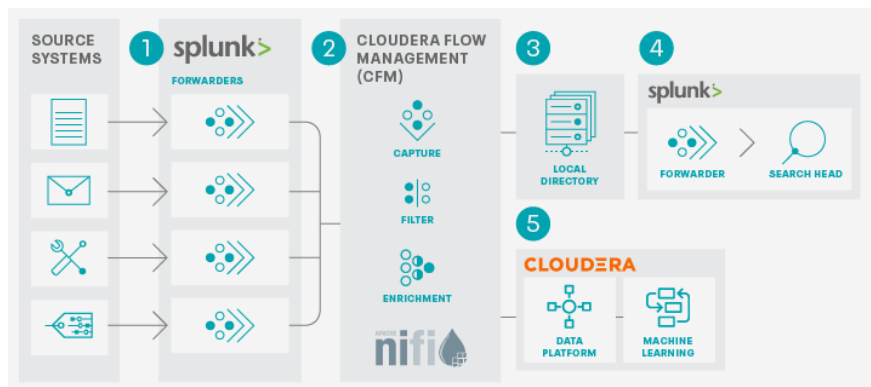 SOURCE
SYSTEMS
1
splunk>
FORWARDERS
2
CLOUDERA FLOW
MANAGEMENT
(CFM)
CAPTURE
FILTER
ENRICHMENT
APACHE
nifi
3
LOCAL
DIRECTORY
4
splunk>
FORWARDER
SEARCH HEAD
5
CLOUDERA
DATA
PLATFORM
MACHINE
LEARNING